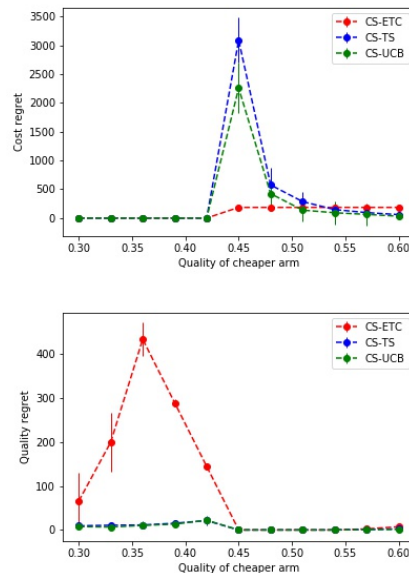 3500
3000
2500
2000
1500
1000
500
0
Cost regret
CS-ETC
CS-TS
CS-UCB
0.30 0.35 0.40 0.45 0.50 0.55 0.60
Quality of cheaper arm
400
300
200
100
0
Quality regret
CS-ETC
CS-TS
CS-UCB
0.30 0.35 0.40 0.45 0.50 0.55 0.60
Quality of cheaper arm